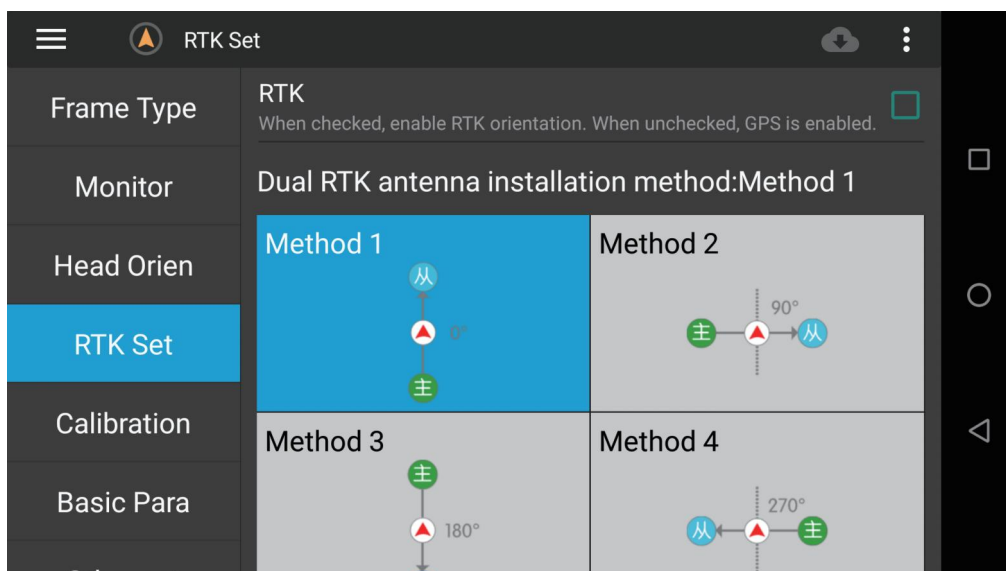 RTK Set
Frame Type
Monitor
Head Orien
RTK Set
Calibration
Basic Para
RTK
When checked, enable RTK orientation. When unchecked, GPS is enabled.
Dual RTK antenna installation method:Method 1
Method 1
从
0°
主
Method 2
90°
主
从
Method 3
主
180°
Method 4
270°
从
主